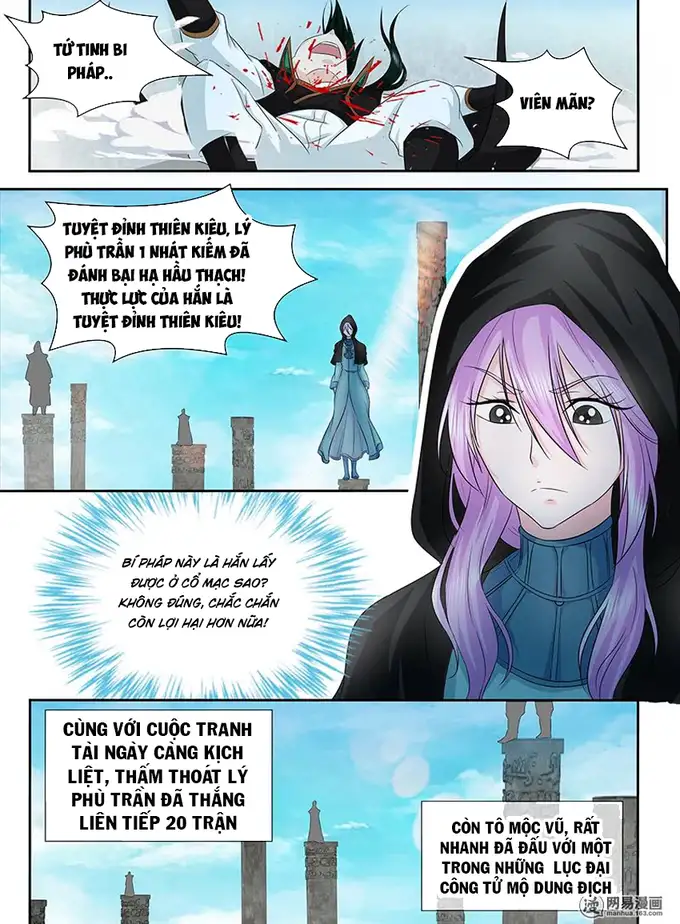 TỨ TINH BI
PHÁP..
VIÊN MÃN?
TUYỆT ĐỈNH THIÊN KIÊU, LÝ
PHÙ TRẦN 1 NHÁT KIẾM ĐÃ
ĐÁNH BẠI HẠ HẦU THẠCH!
THỰC LỰC CỦA HẮN LÀ
TUYỆT ĐỈNH THIÊN KIÊU!
BÍ PHÁP NÀY LÀ HẮN LẤY
ĐƯỢC Ở CỔ MẠC SAO?
KHÔNG ĐÚNG, CHẮC CHẮN
CÒN LỢI HẠI HƠN NỮA!
CÙNG VỚI CUỘC TRANH
TÀI NGÀY CÀNG KỊCH
LIỆT, THẤM THOÁT LÝ
PHÙ TRẦN ĐÃ THẮNG
LIÊN TIẾP 20 TRẬN
CÒN TÔ MỘC VŨ, RẤT
NHANH ĐÃ ĐẤU VỚI MỘT
TRONG NHỮNG LỤC ĐẠI
CÔNG TỬ MỘ DUNG ĐỊCH
网易漫画
manhua.163.com